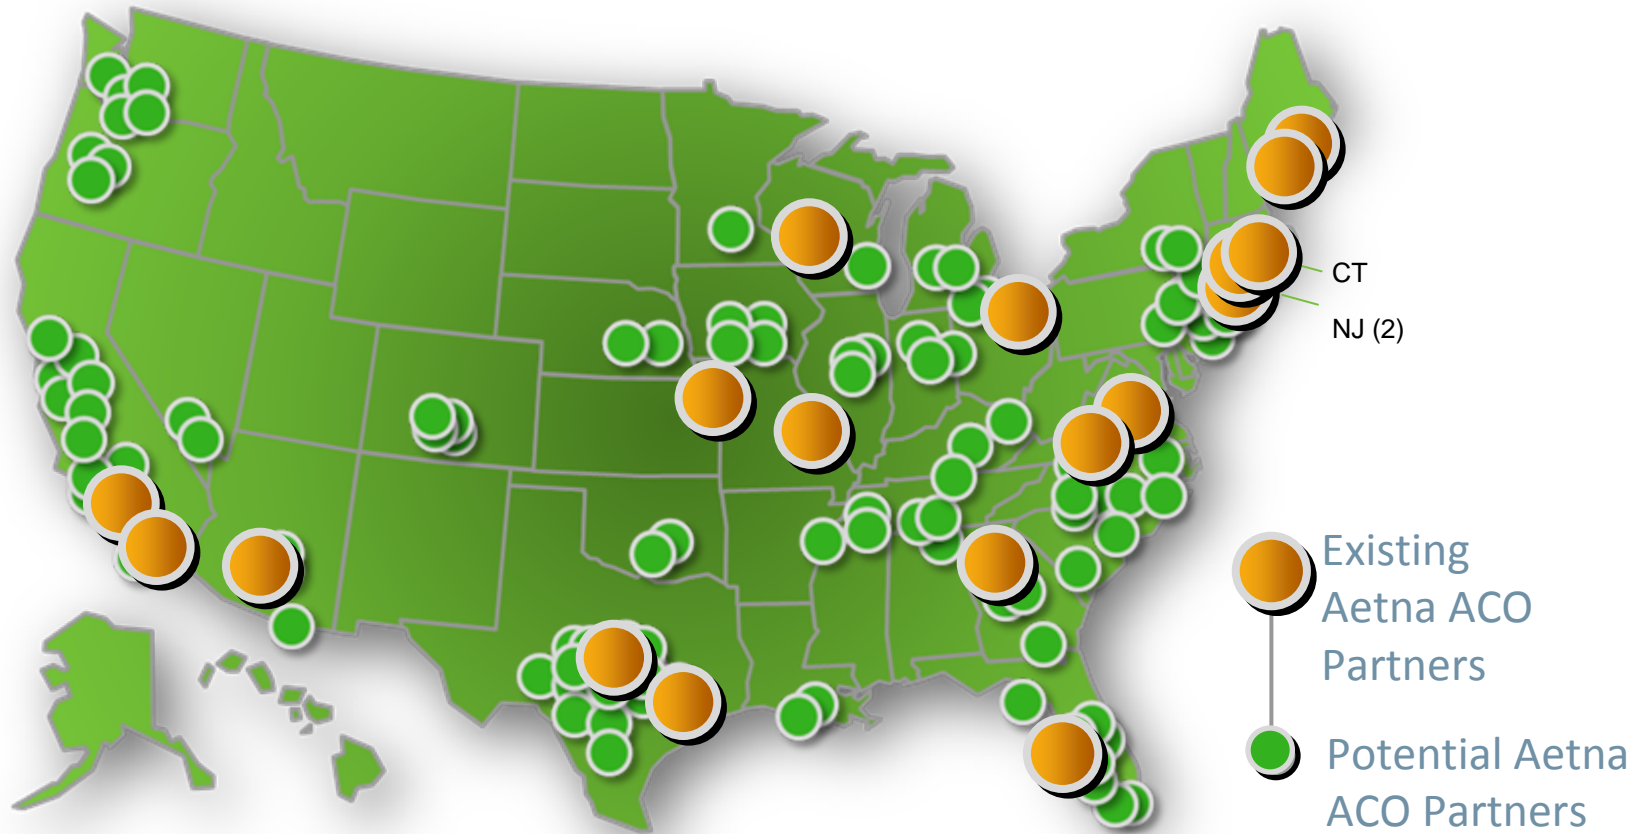 CT
NJ (2)
Existing
Aetna ACO
Partners
Potential Aetna
ACO Partners